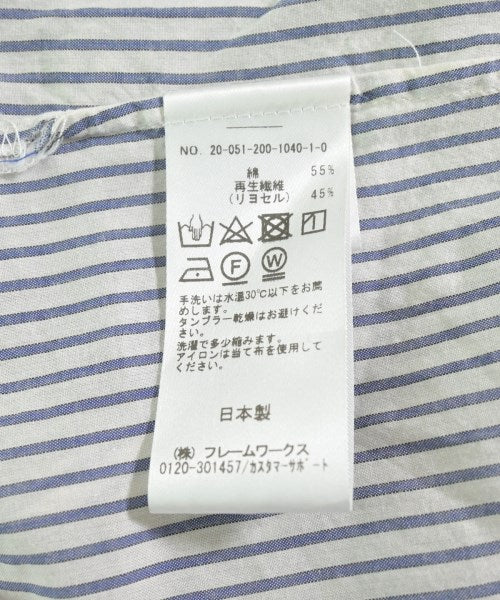 NO. 20-051-200-1040-1-0
綿 55%
再生繊維
(リヨセル) 45%
F W
手洗いは水温30℃以下をお薦
めします。
タンブラー乾燥はお避けくだ
さい。
洗濯で多少縮みます。
アイロンは当て布を使用して
ください。
日本製
(株) フレームワークス
0120-301457/カスタマーサポート